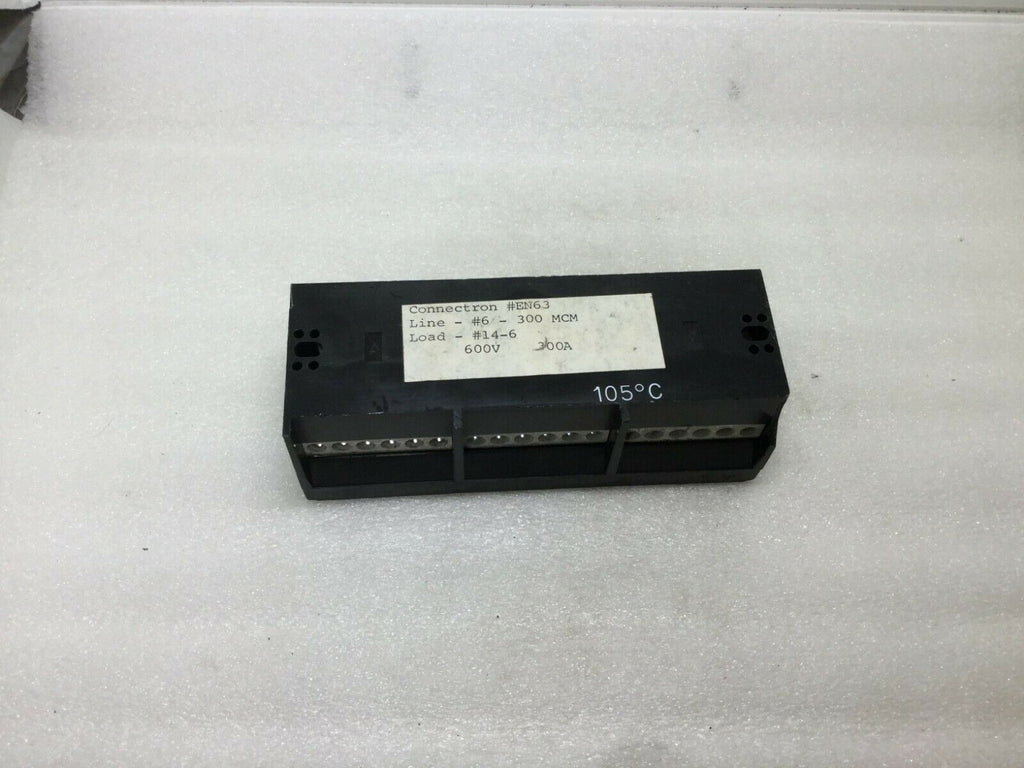 Connectron #EN63
Line - #6 - 300 MCM
Load - #14-6
600V 300A
105°C